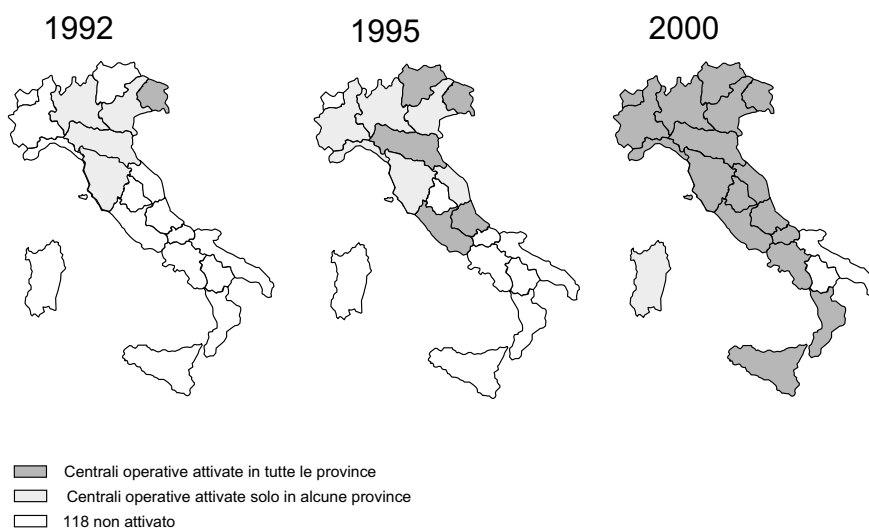 1992 1995 2000
Centrali operative attivate in tutte le province
Centrali operative attivate solo in alcune province
118 non attivato